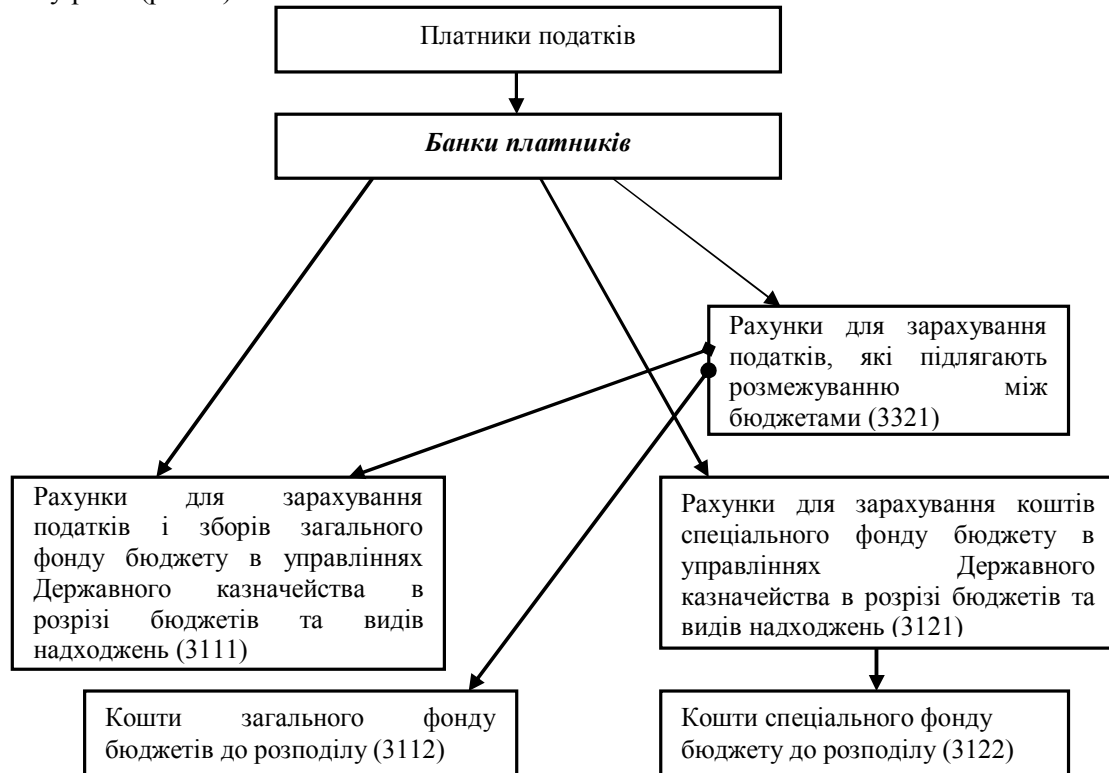 Платники податків
Банки платників
Рахунки для зарахування
податків, які підлягають
розмежуванню між
бюджетами (3321)
Рахунки для зарахування
податків і зборів загального
фонду бюджету в управліннях
Державного казначейства в
розрізі бюджетів та видів
надходжень (3111)
Рахунки для зарахування коштів
спеціального фонду бюджету в
управліннях Державного
казначейства в розрізі бюджетів та
видів надходжень (3121)
Кошти загального фонду
бюджетів до розподілу (3112)
Кошти спеціального фонду
бюджету до розподілу (3122)